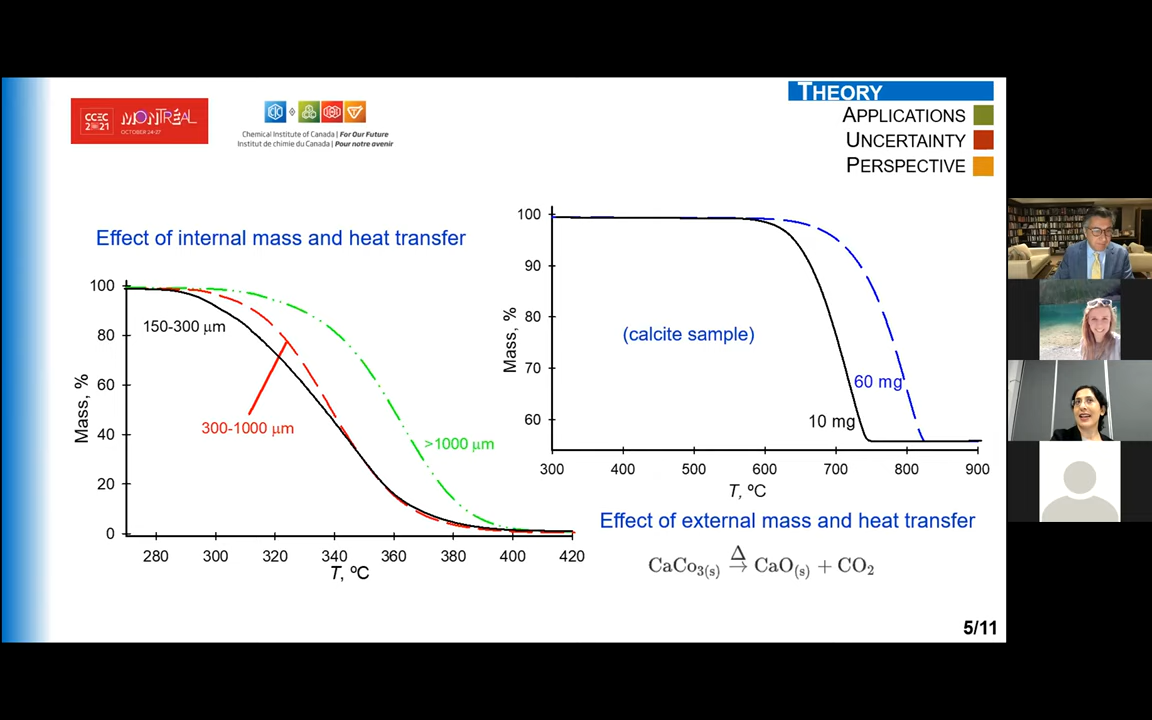 CCEC
2021
MONTRÉAL
OCTOBER 24-27
Chemical Institute of Canada | For Our Future
Institut de chimie du Canada | Pour notre avenir
THEORY
APPLICATIONS
UNCERTAINTY
PERSPECTIVE
Effect of internal mass and heat transfer
Mass, %
100
80
60
40
20
0
150-300 μm
300-1000 μm
>1000 μm
280 300 320 340 360 380 400 420
T, ºC
Mass, %
100
90
80
70
60
(calcite sample)
60 mg
10 mg
300 400 500 600 700 800 900
T, ºC
Effect of external mass and heat transfer
CaCo3(s) Δ→ CaO(s) + CO2
5/11